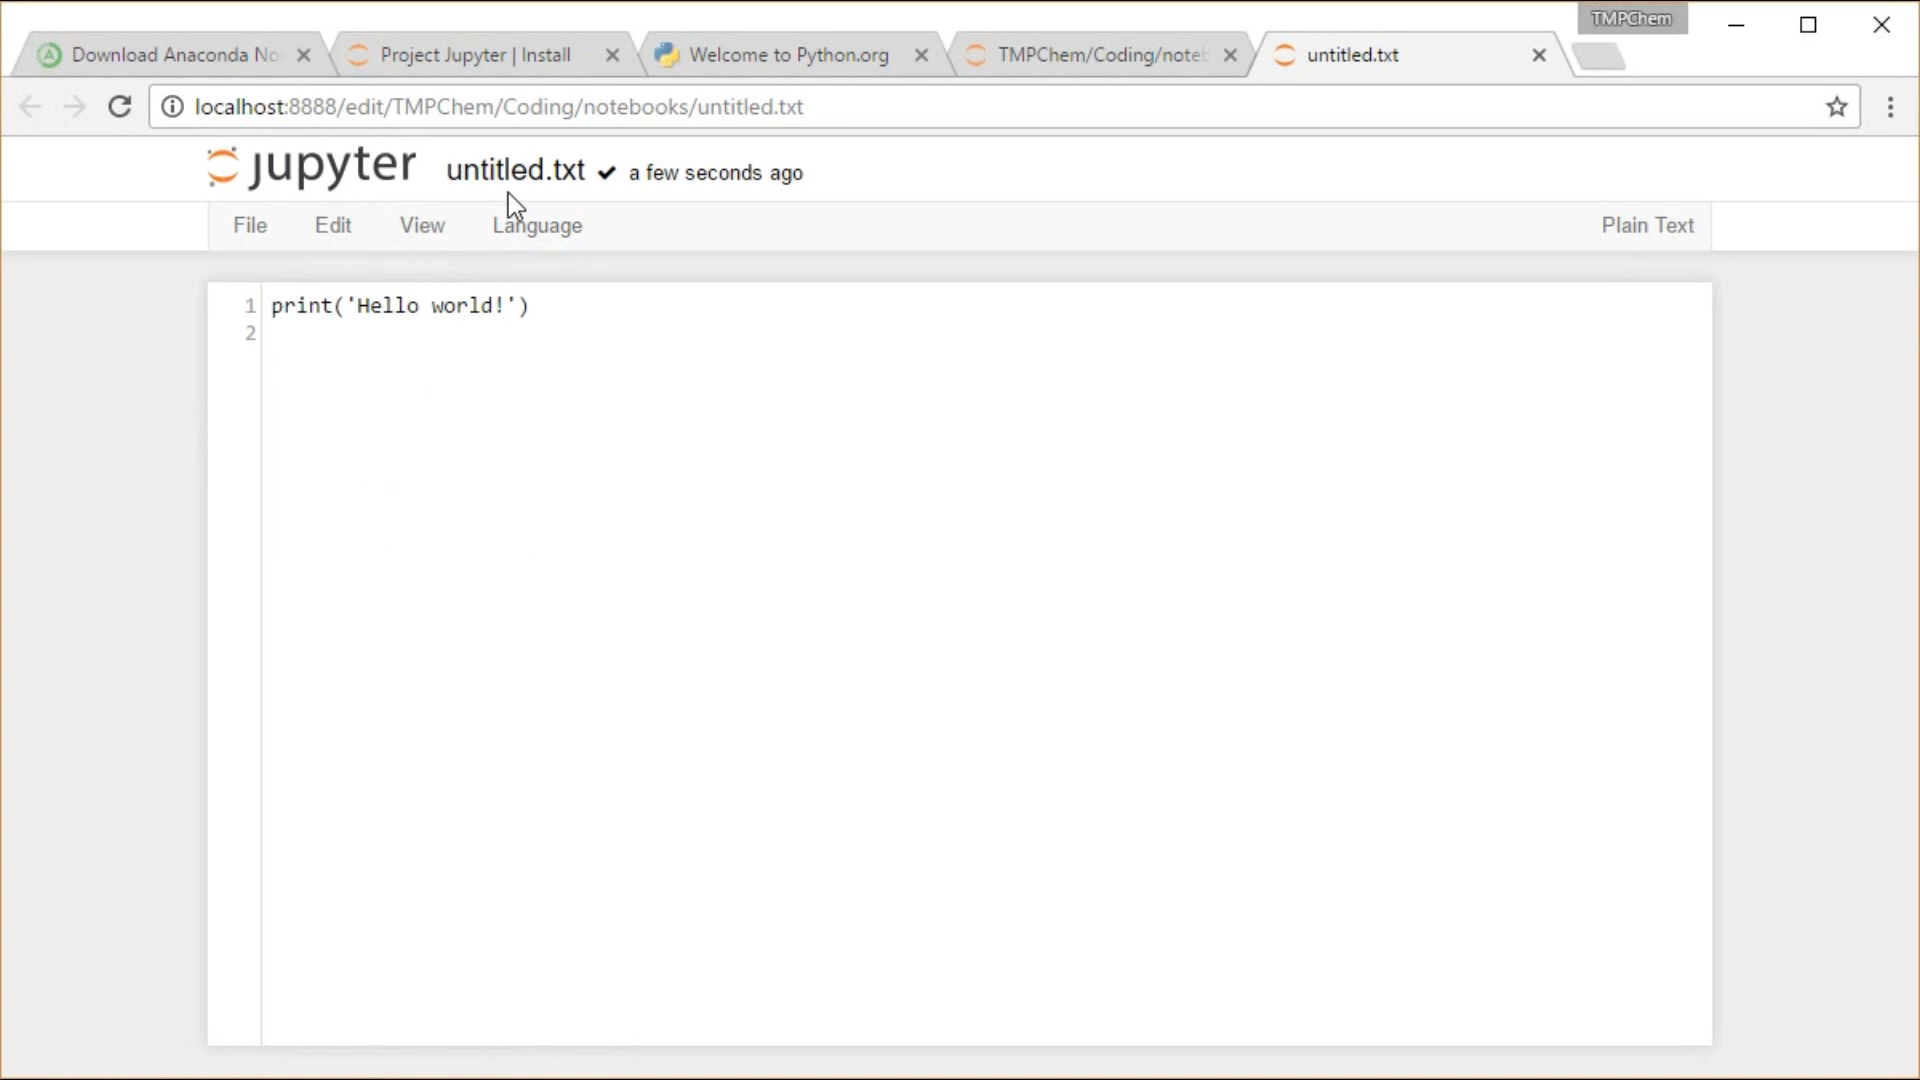 TMPChem
Download Anaconda No
Project Jupyter | Install
Welcome to Python.org
TMPChem/Coding/noteb
untitled.txt
localhost:8888/edit/TMPChem/Coding/notebooks/untitled.txt
jupyter untitled.txt a few seconds ago
File Edit View Language Plain Text
1 print('Hello world!')
2